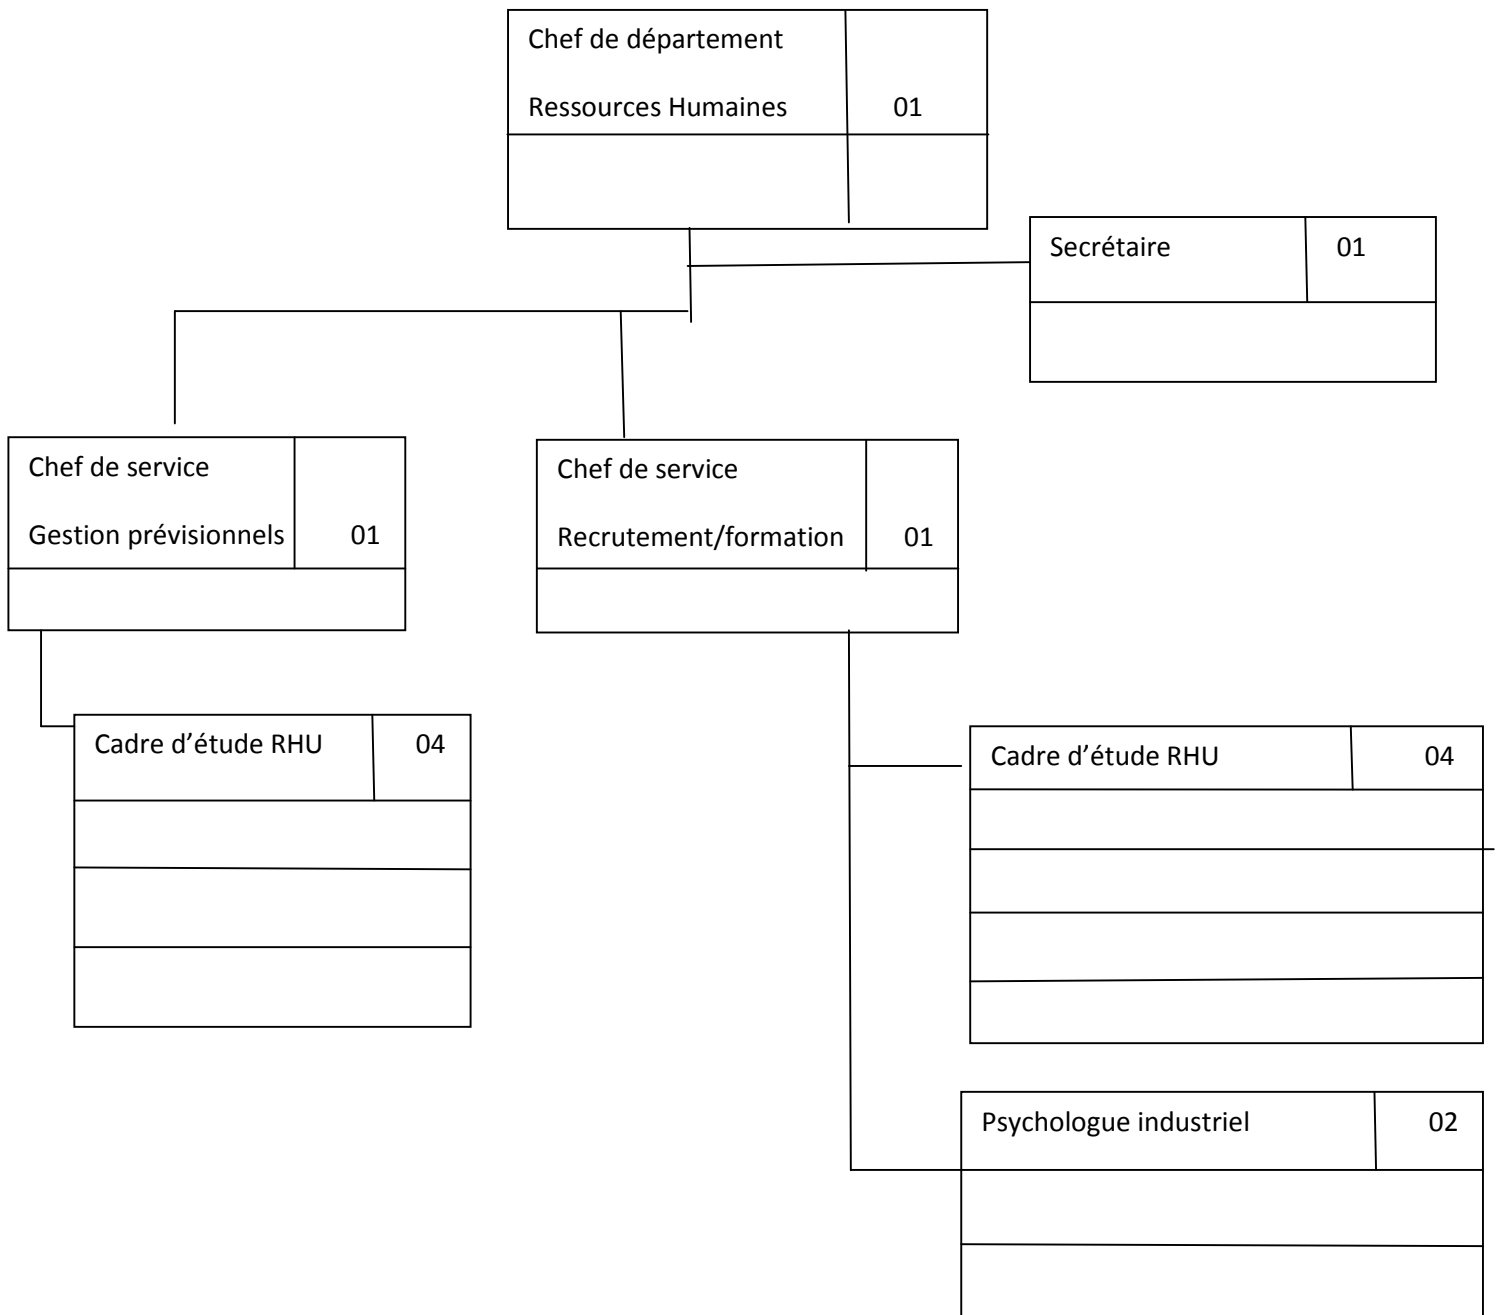 Chef de département
Ressources Humaines 01
Secrétaire 01
Chef de service
Gestion prévisionnels 01
Chef de service
Recrutement/formation 01
Cadre d’étude RHU 04
Cadre d’étude RHU 04
Psychologue industriel 02